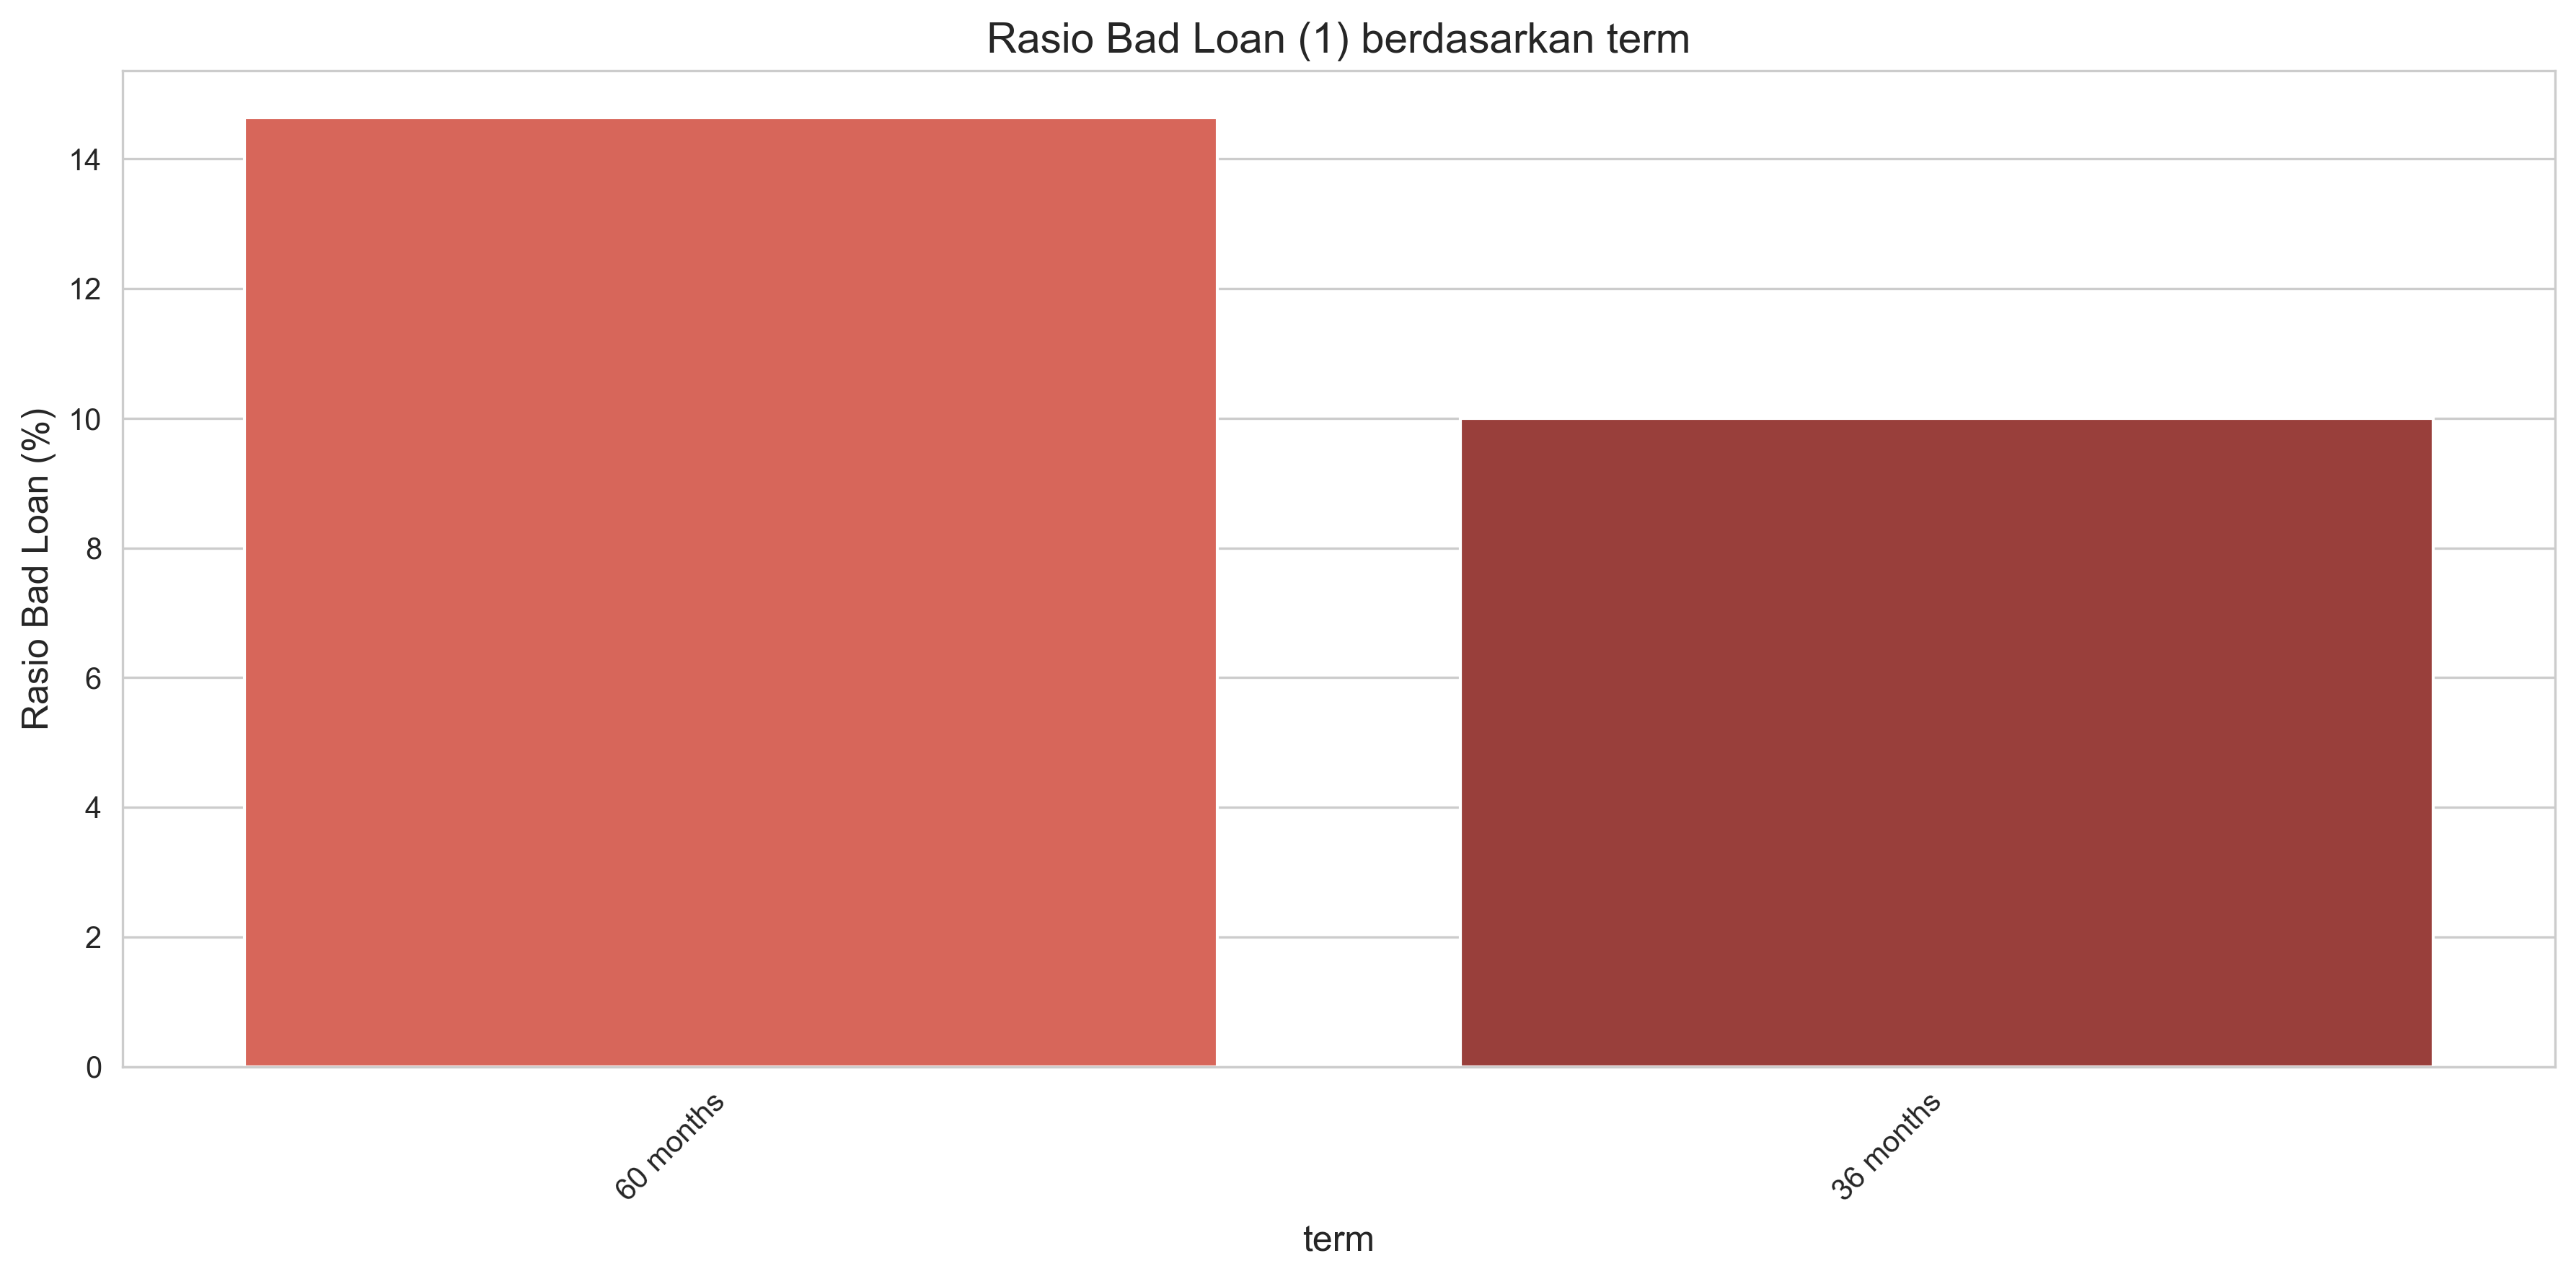 Rasio Bad Loan (1) berdasarkan term
Rasio Bad Loan (%)
14
12
10
8
6
4
2
0
60 months
36 months
term